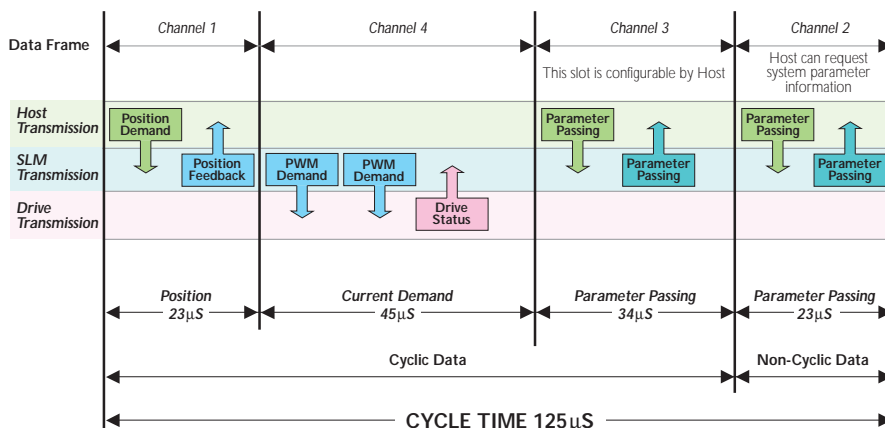 Channel 1
Channel 4
Channel 3
Channel 2
Data Frame
This slot is configurable by Host
Host can request
system parameter
information
Host
Transmission
Position
Demand
Parameter
Passing
Parameter
Passing
Parameter
Passing
Parameter
Passing
SLM
Transmission
Position
Feedback
PWM
Demand
PWM
Demand
Drive
Status
Drive
Transmission
Position
23µS
Current Demand
45µS
Parameter Passing
34µS
Parameter Passing
23µS
Cyclic Data
Non-Cyclic Data
CYCLE TIME 125µS